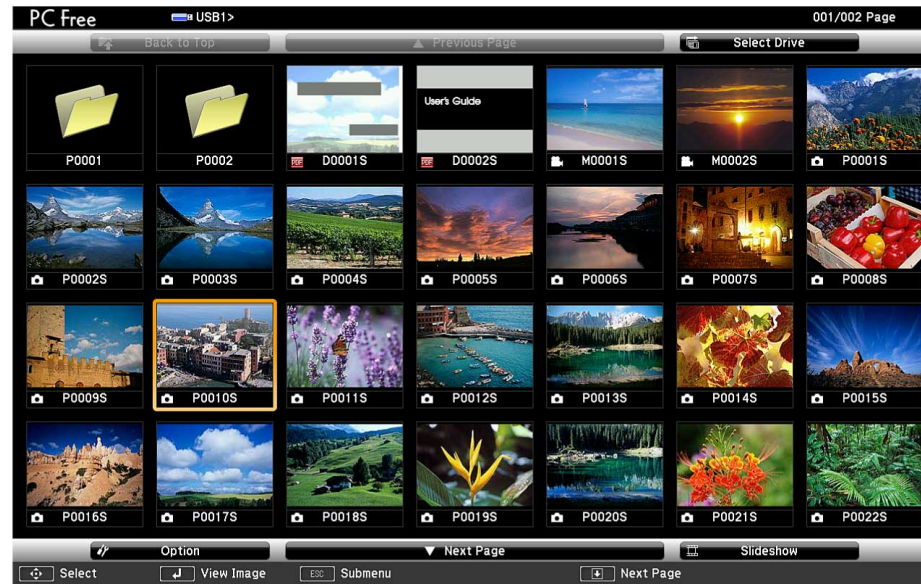 PC Free USB1> 001/002 Page
Back to Top Previous Page Select Drive
User's Guide
P0001 P0002 D0001S D0002S M0001S M0002S P0001S
PDF PDF
P0002S P0003S P0004S P0005S P0006S P0007S P0008S
P0009S P0010S P0011S P0012S P0013S P0014S P0015S
P0016S P0017S P0018S P0019S P0020S P0021S P0022S
Option Next Page Slideshow
Select View Image ESC Submenu Next Page